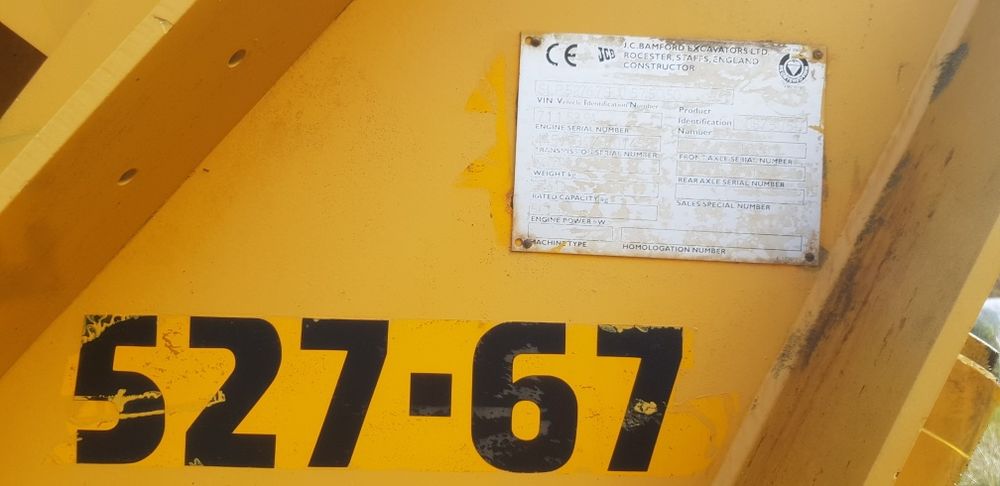 CE JCB J.C.BAMFORD EXCAVATORS LTD.
ROCESTER, STAFFS, ENGLAND
CONSTRUCTOR
VIN Vehicle Identification Number
Product
Identification
Number
ENGINE SERIAL NUMBER
TRANSMISSION SERIAL NUMBER
FRONT AXLE SERIAL NUMBER
WEIGHT kg
REAR AXLE SERIAL NUMBER
RATED CAPACITY kg
SALES SPECIAL NUMBER
ENGINE POWER kW
MACHINE TYPE
HOMOLOGATION NUMBER
527-67